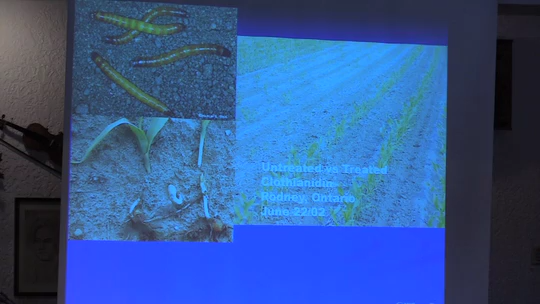 Untreated vs Treated
Clothianidin
Rodney, Ontario
June 22/02